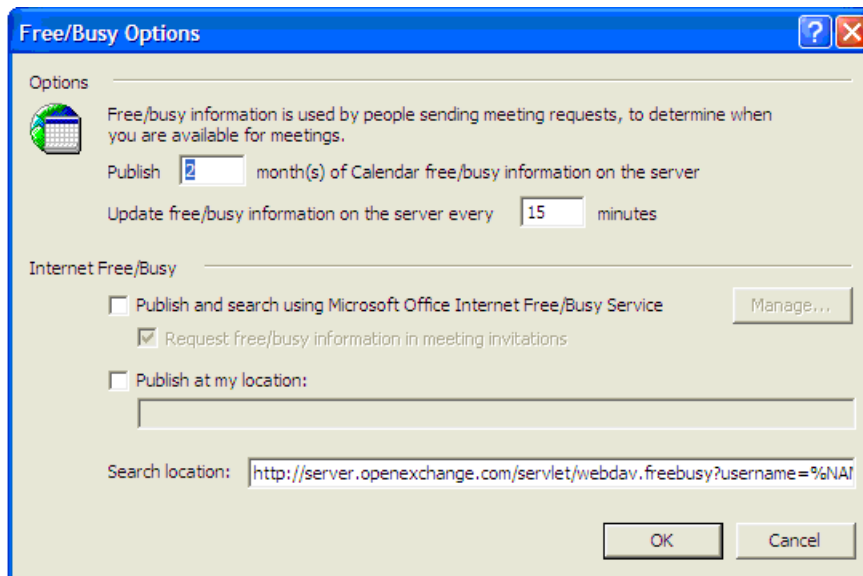 Free/Busy Options
Options
Free/busy information is used by people sending meeting requests, to determine when
you are available for meetings.
Publish 2 month(s) of Calendar free/busy information on the server
Update free/busy information on the server every 15 minutes
Internet Free/Busy
Publish and search using Microsoft Office Internet Free/Busy Service Manage...
Request free/busy information in meeting invitations
Publish at my location:
Search location: http://server.openexchange.com/servlet/webdav.freebusy?username=%NAM
OK Cancel